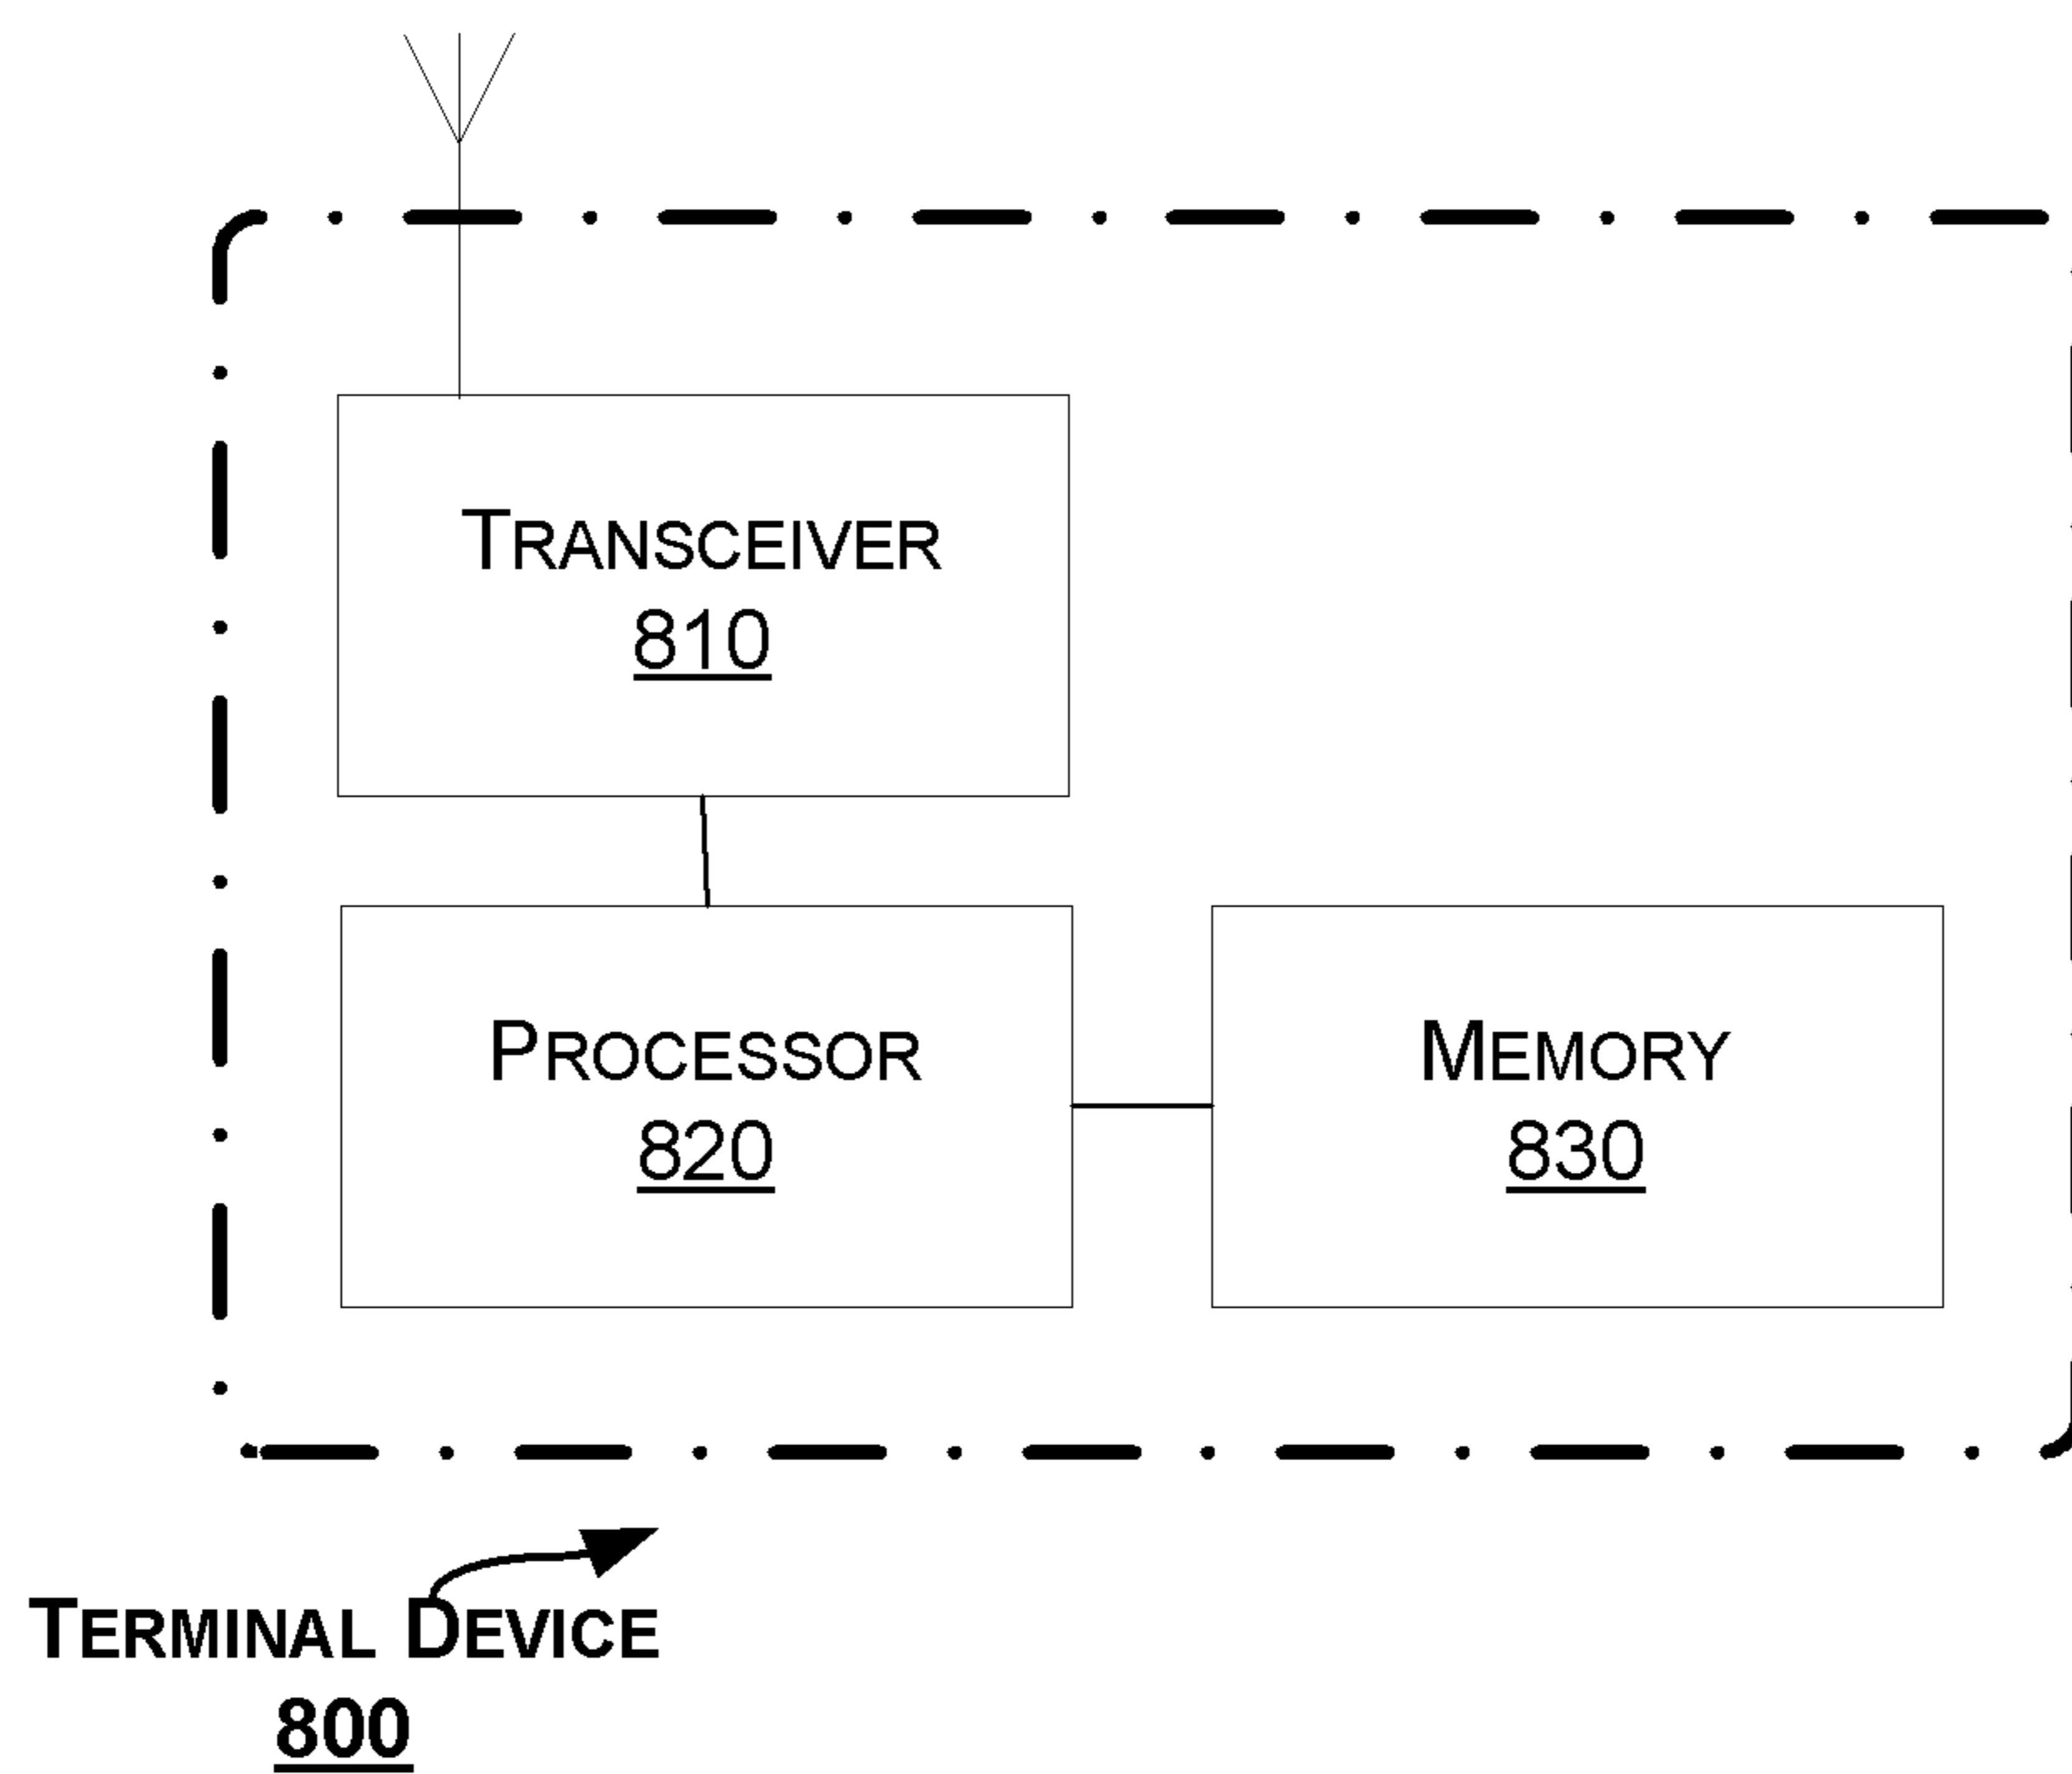 TRANSCEIVER
810
PROCESSOR
820
MEMORY
830
TERMINAL DEVICE
800